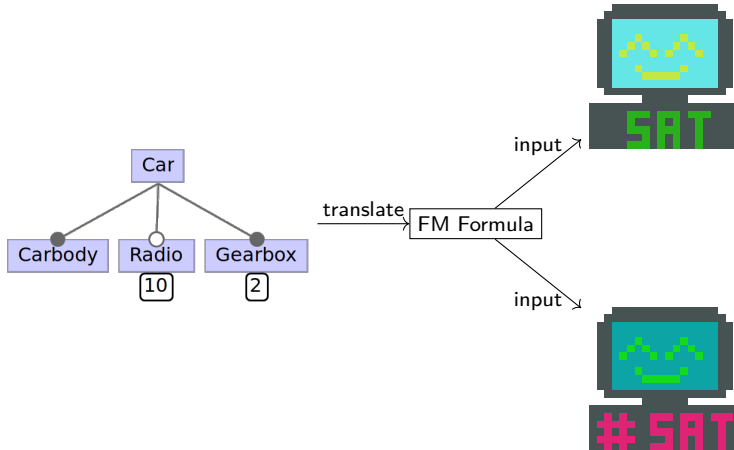 Car
Carbody
Radio
Gearbox
10
2
translate
FM Formula
input
SAT
input
#SAT